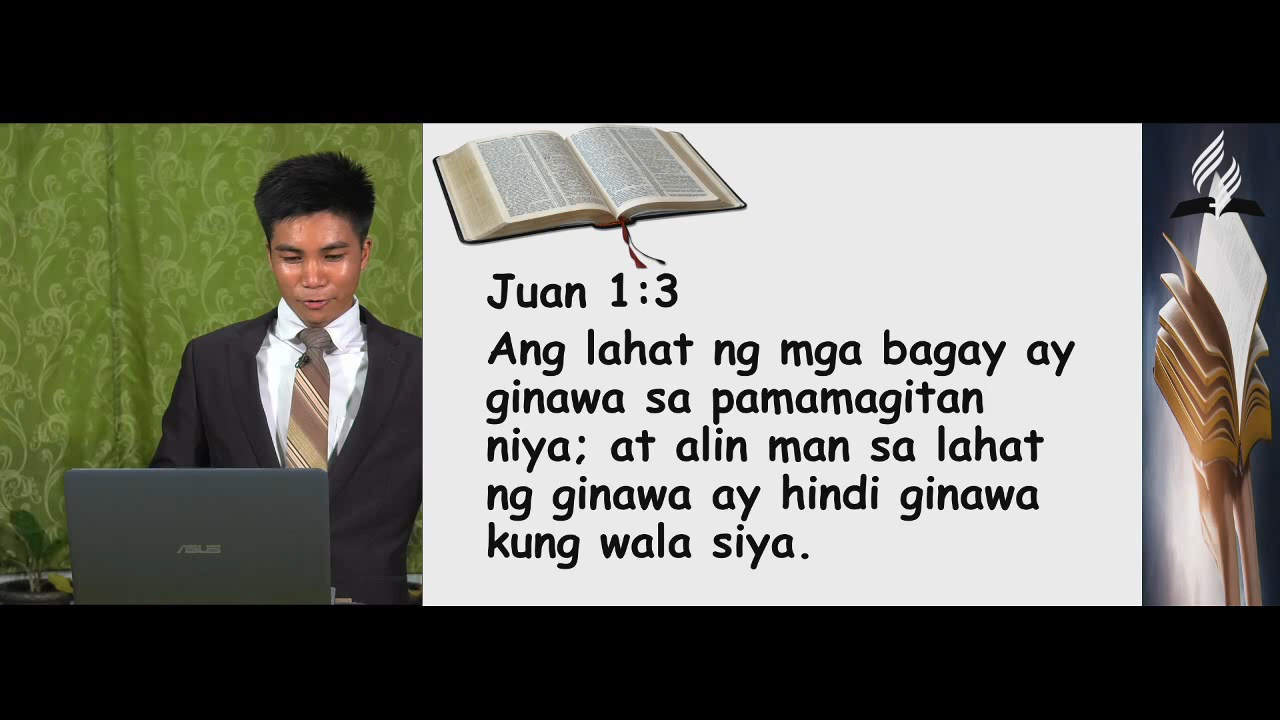 Juan 1:3
Ang lahat ng mga bagay ay
ginawa sa pamamagitan
niya; at alin man sa lahat
ng ginawa ay hindi ginawa
kung wala siya.
ASUS